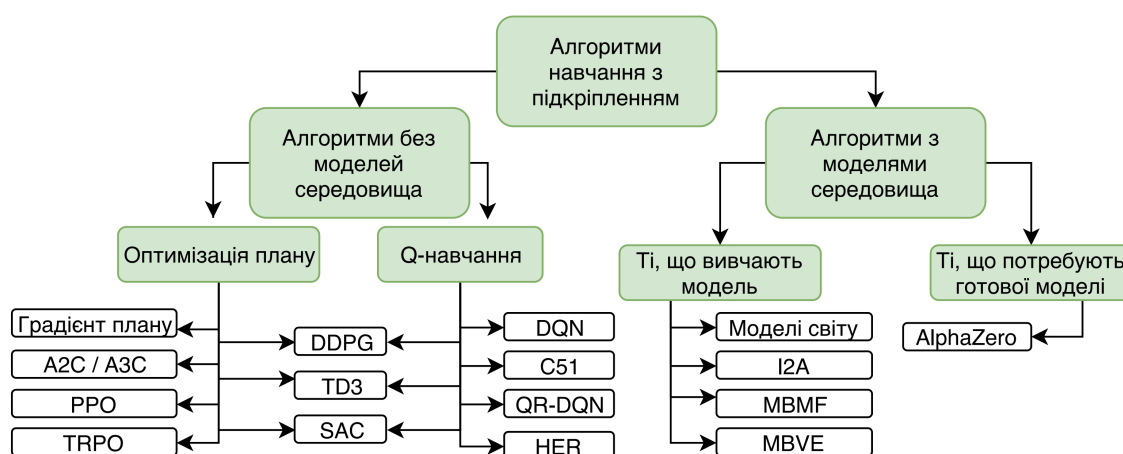 Алгоритми
навчання з
підкріпленням
Алгоритми без
моделей
середовища
Алгоритми з
моделями
середовища
Оптимізація плану
Q-навчання
Ті, що вивчають
модель
Ті, що потребують
готової моделі
Градієнт плану
A2C / A3C
PPO
TRPO
DDPG
TD3
SAC
DQN
C51
QR-DQN
HER
Моделі світу
I2A
MBMF
MBVE
AlphaZero